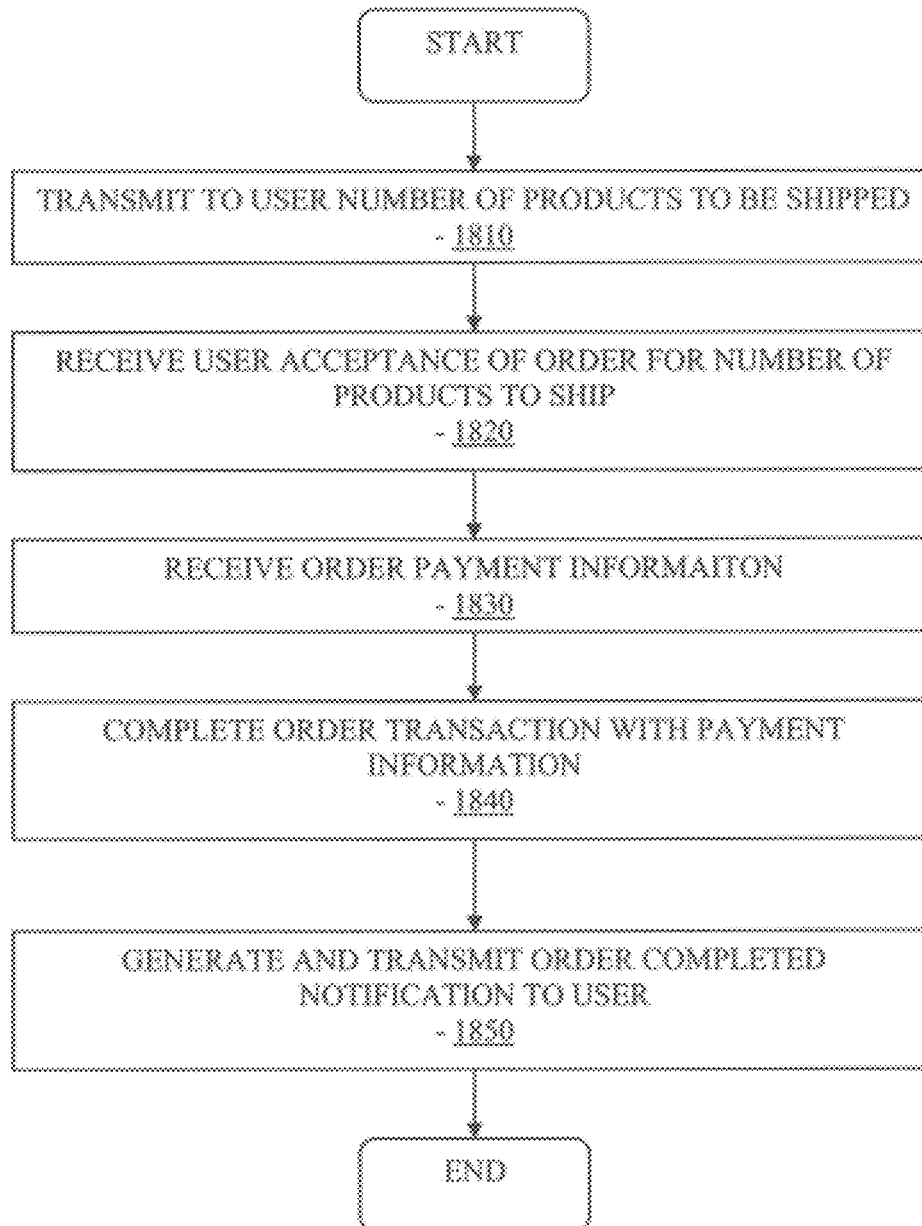 START
TRANSMIT TO USER NUMBER OF PRODUCTS TO BE SHIPPED
- 1810
RECEIVE USER ACCEPTANCE OF ORDER FOR NUMBER OF
PRODUCTS TO SHIP
- 1820
RECEIVE ORDER PAYMENT INFORMAITON
- 1830
COMPLETE ORDER TRANSACTION WITH PAYMENT
INFORMATION
- 1840
GENERATE AND TRANSMIT ORDER COMPLETED
NOTIFICATION TO USER
- 1850
END